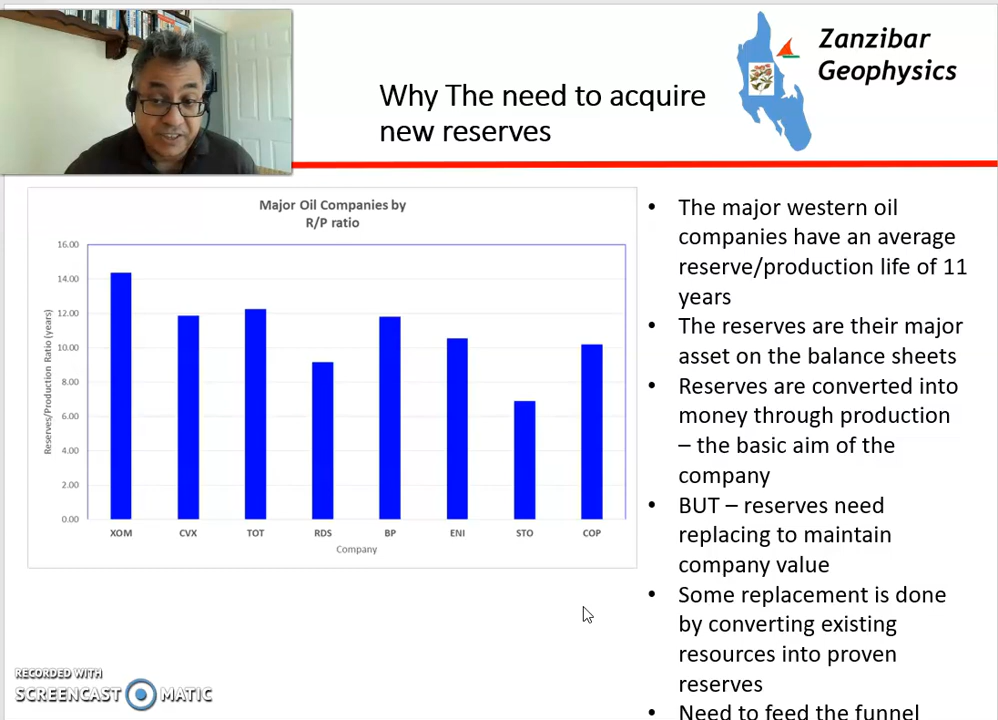 Zanzibar
Geophysics
Why The need to acquire
new reserves
Major Oil Companies by
R/P ratio
16.00
14.00
12.00
10.00
8.00
6.00
4.00
2.00
0.00
Reserves/Production Ratio (years)
XOM CVX TOT RDS BP ENI STO COP
Company
• The major western oil
companies have an average
reserve/production life of 11
years
• The reserves are their major
asset on the balance sheets
• Reserves are converted into
money through production
– the basic aim of the
company
• BUT – reserves need
replacing to maintain
company value
• Some replacement is done
by converting existing
resources into proven
reserves
• Need to feed the funnel
RECORDED WITH
SCREENCAST MATIC